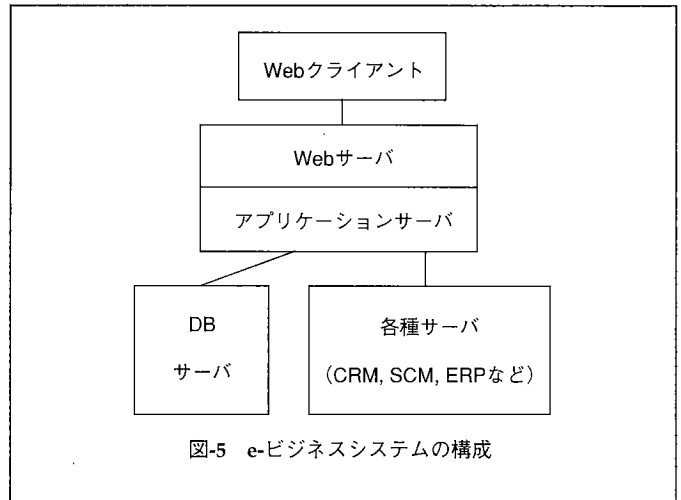 Webクライアント
Webサーバ
アプリケーションサーバ
DB
サーバ
各種サーバ
（CRM, SCM, ERPなど）
図-5 e-ビジネスシステムの構成